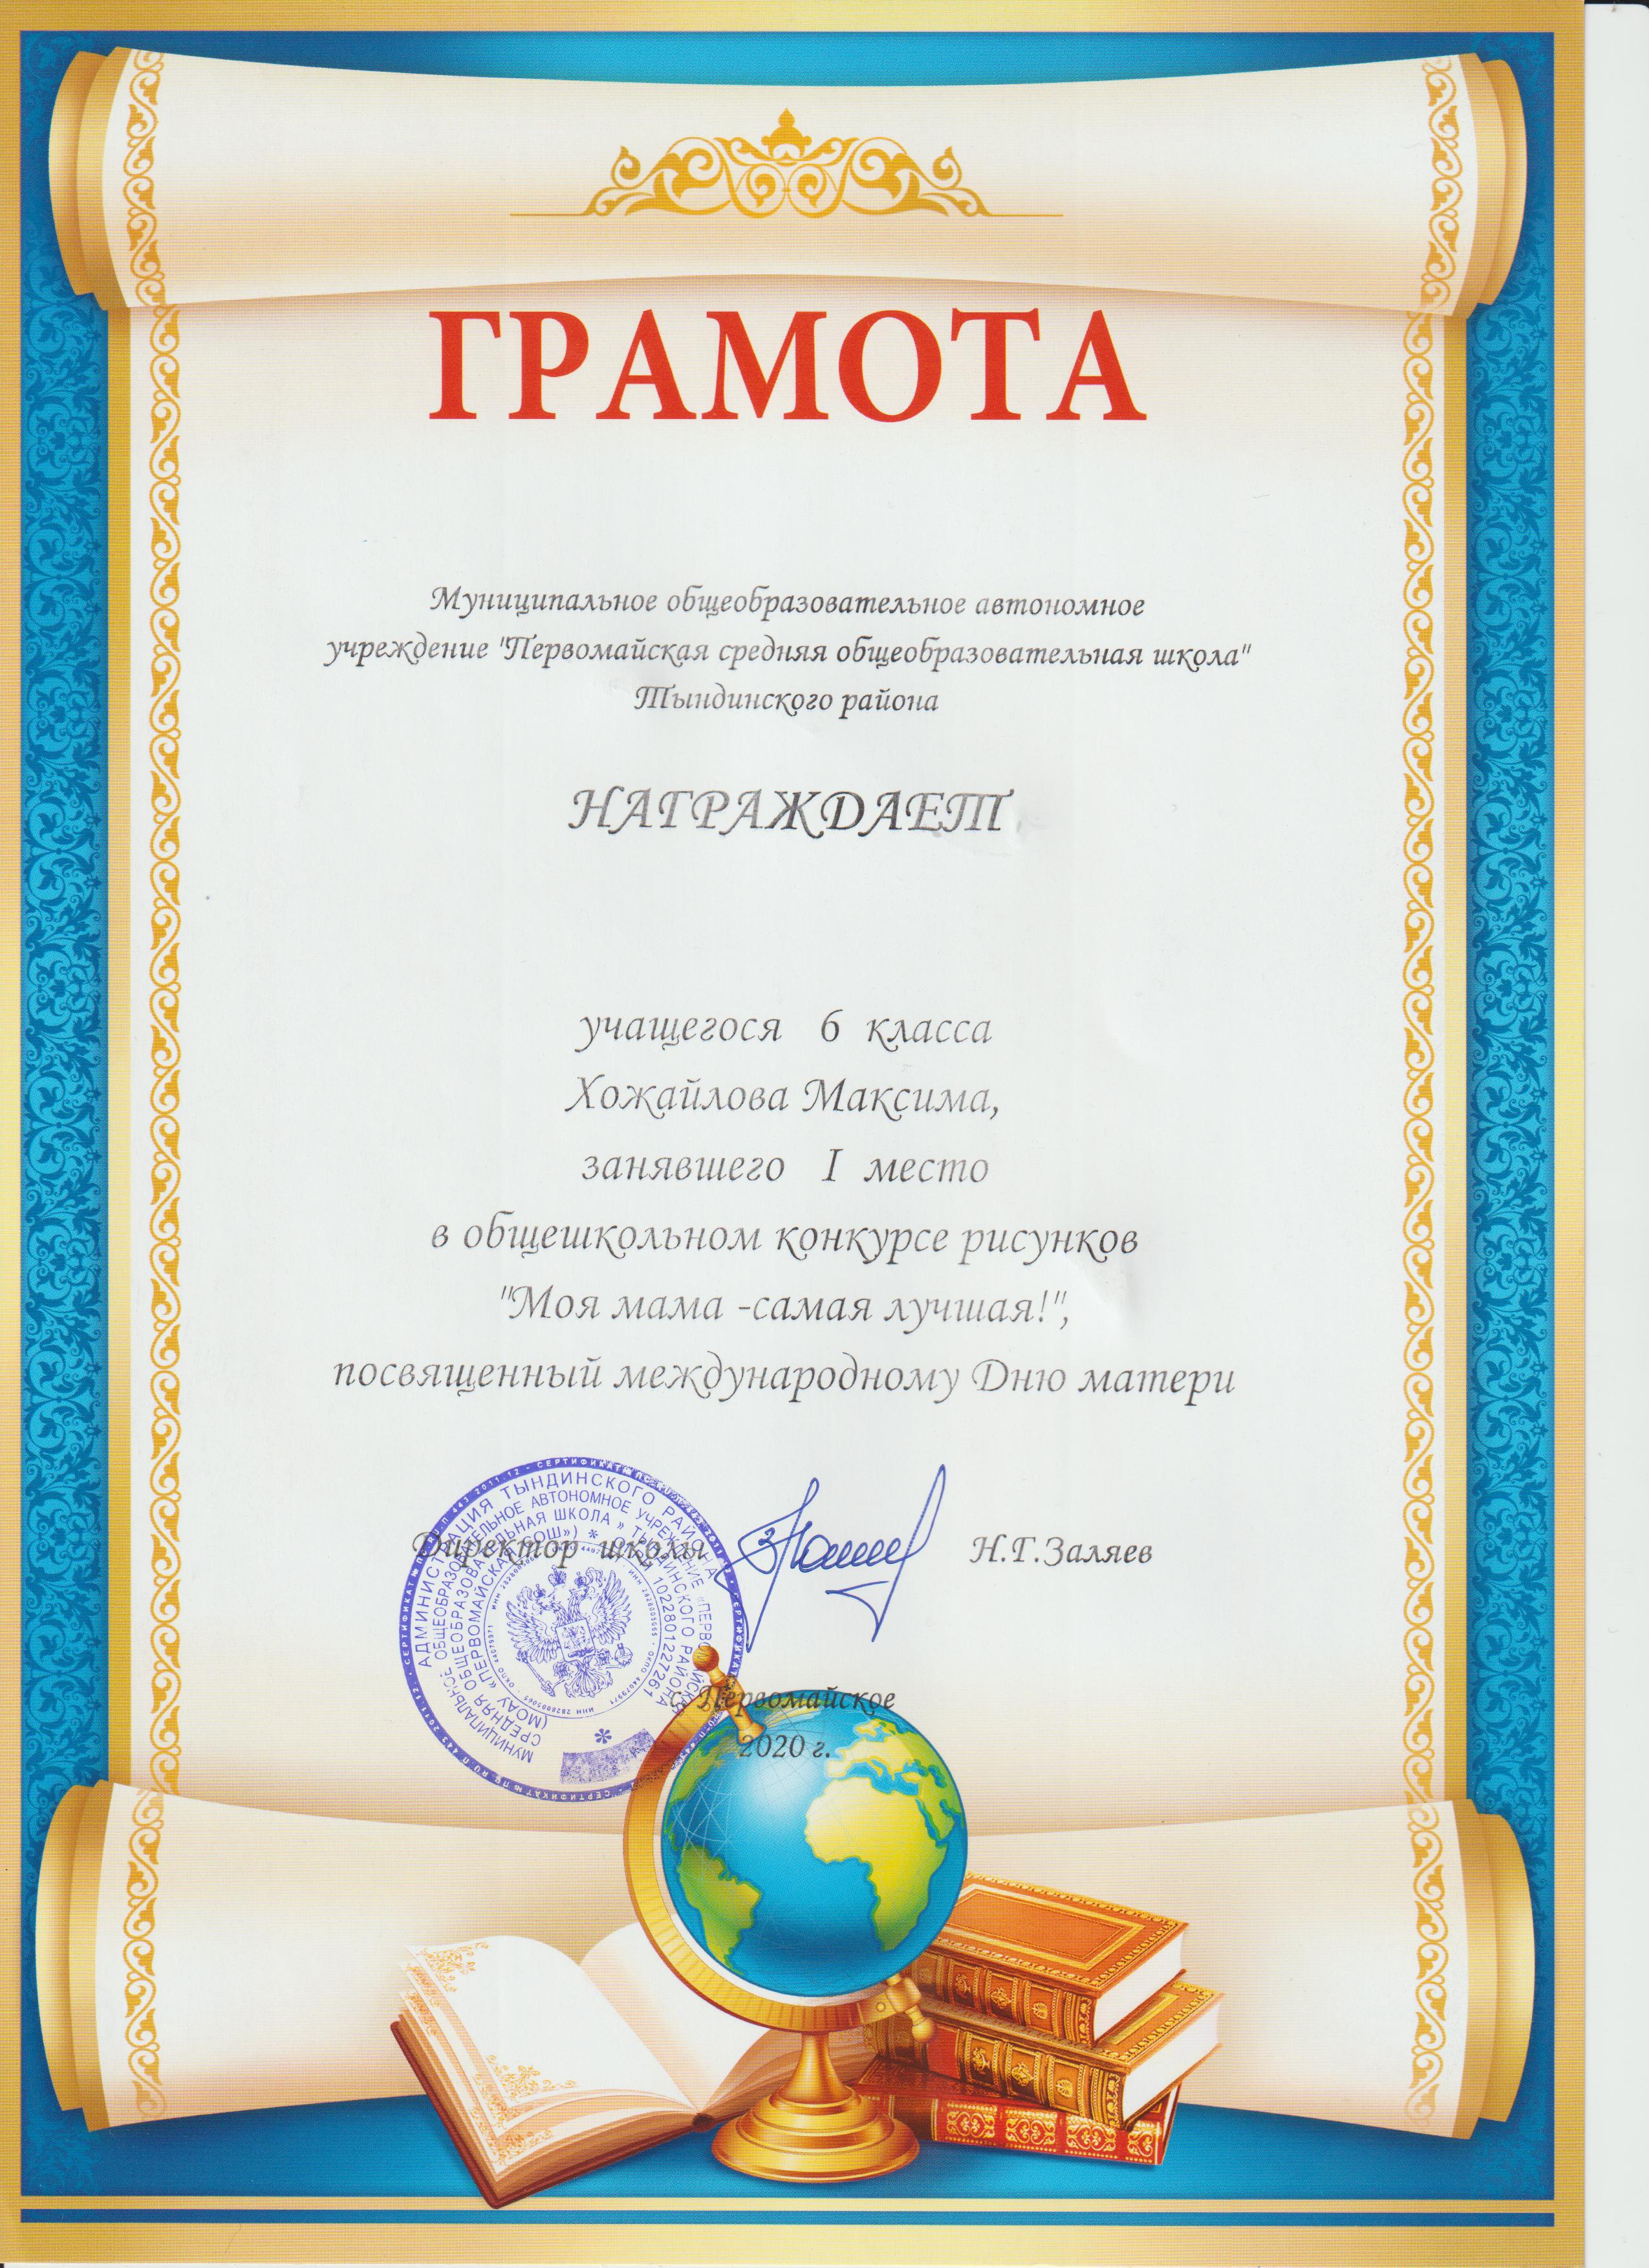 ГРАМОТА
Муниципальное общеобразовательное автономное
учреждение "Первомайская средняя общеобразовательная школа"
Тындинского района
НАГРАЖДАЕТ
учащегося 6 класса
Хожайлова Максима,
занявшего I место
в общешкольном конкурсе рисунков
"Моя мама -самая лучшая!",
посвященный международному Дню матери
Директор школы
Н.Г.Заляев
АДМИНИСТРАЦИЯ ТЫНДИНСКОГО РАЙОНА
МУНИЦИПАЛЬНОЕ ОБЩЕОБРАЗОВАТЕЛЬНОЕ АВТОНОМНОЕ УЧРЕЖДЕНИЕ «ПЕРВОМАЙСКАЯ
СРЕДНЯЯ ОБЩЕОБРАЗОВАТЕЛЬНАЯ ШКОЛА» ТЫНДИНСКОГО РАЙОНА
(МОАУ «ПЕРВОМАЙСКАЯ СОШ») * 1022801227261
с. Первомайское
2020 г.